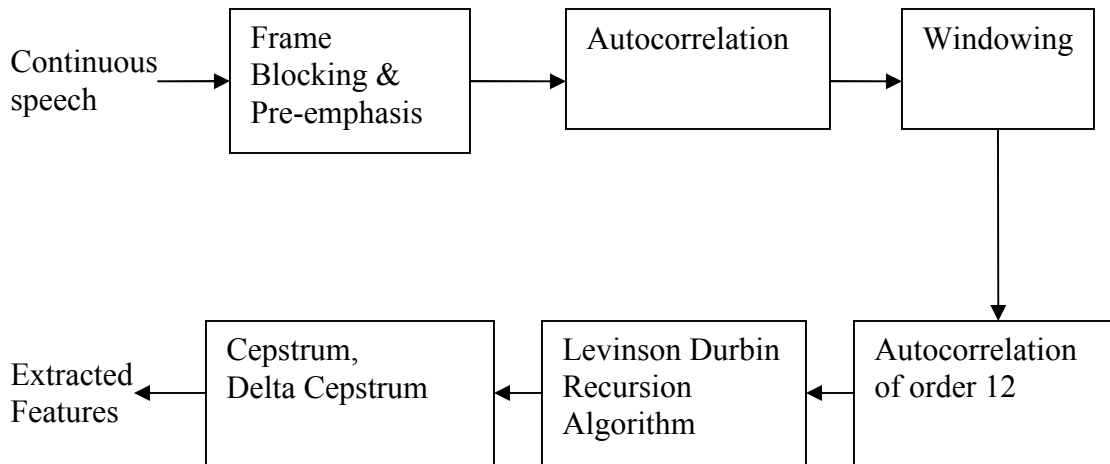 Continuous
speech
Frame
Blocking &
Pre-emphasis
Autocorrelation
Windowing
Autocorrelation
of order 12
Levinson Durbin
Recursion
Algorithm
Cepstrum,
Delta Cepstrum
Extracted
Features